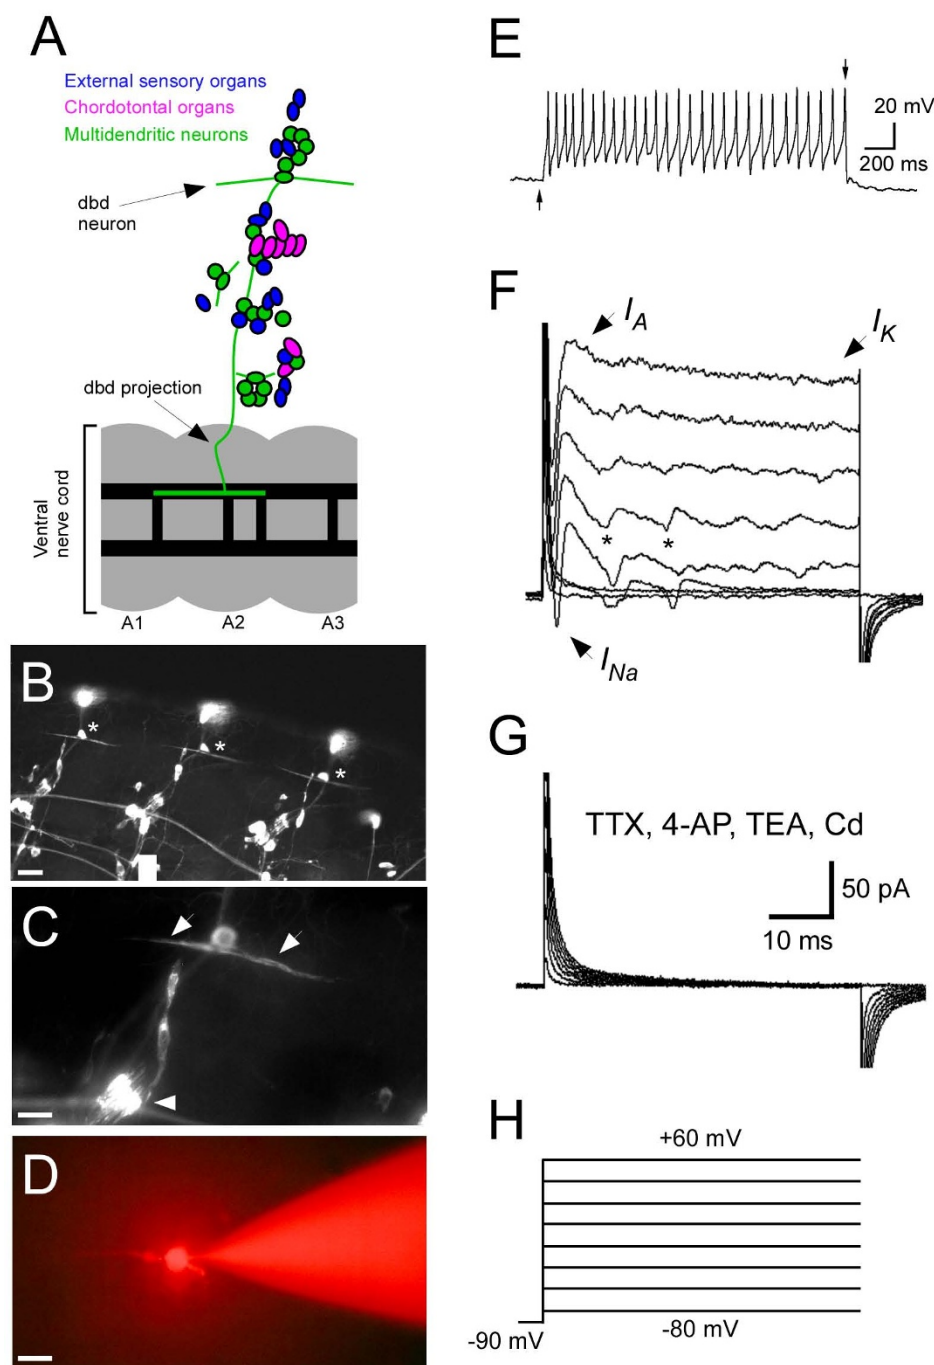 A
External sensory organs
Chordotontal organs
Multidendritic neurons
dbd
neuron
dbd projection
Ventral
nerve cord
A1 A2 A3
B
*
*
*
C
D
E
20 mV
200 ms
F
I_A
I_K
* *
I_Na
G
TTX, 4-AP, TEA, Cd
50 pA
10 ms
H
+60 mV
-90 mV
-80 mV